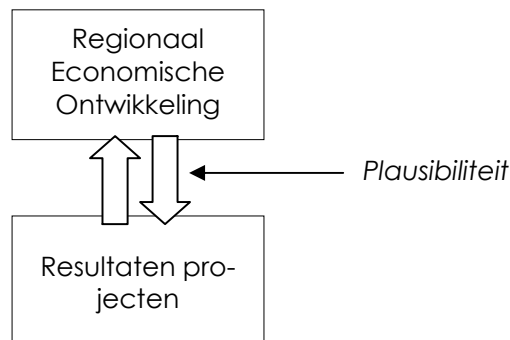 Regionaal
Economische
Ontwikkeling
Plausibiliteit
Resultaten pro-
jecten